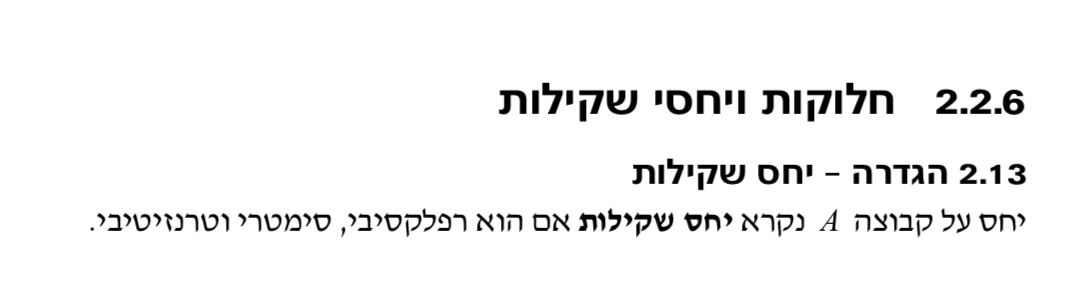 2.2.6 חלוקות ויחסי שקילות
2.13 הגדרה – יחס שקילות
יחס על קבוצה A נקרא יחס שקילות אם הוא רפלקסיבי, סימטרי וטרנזיטיבי.